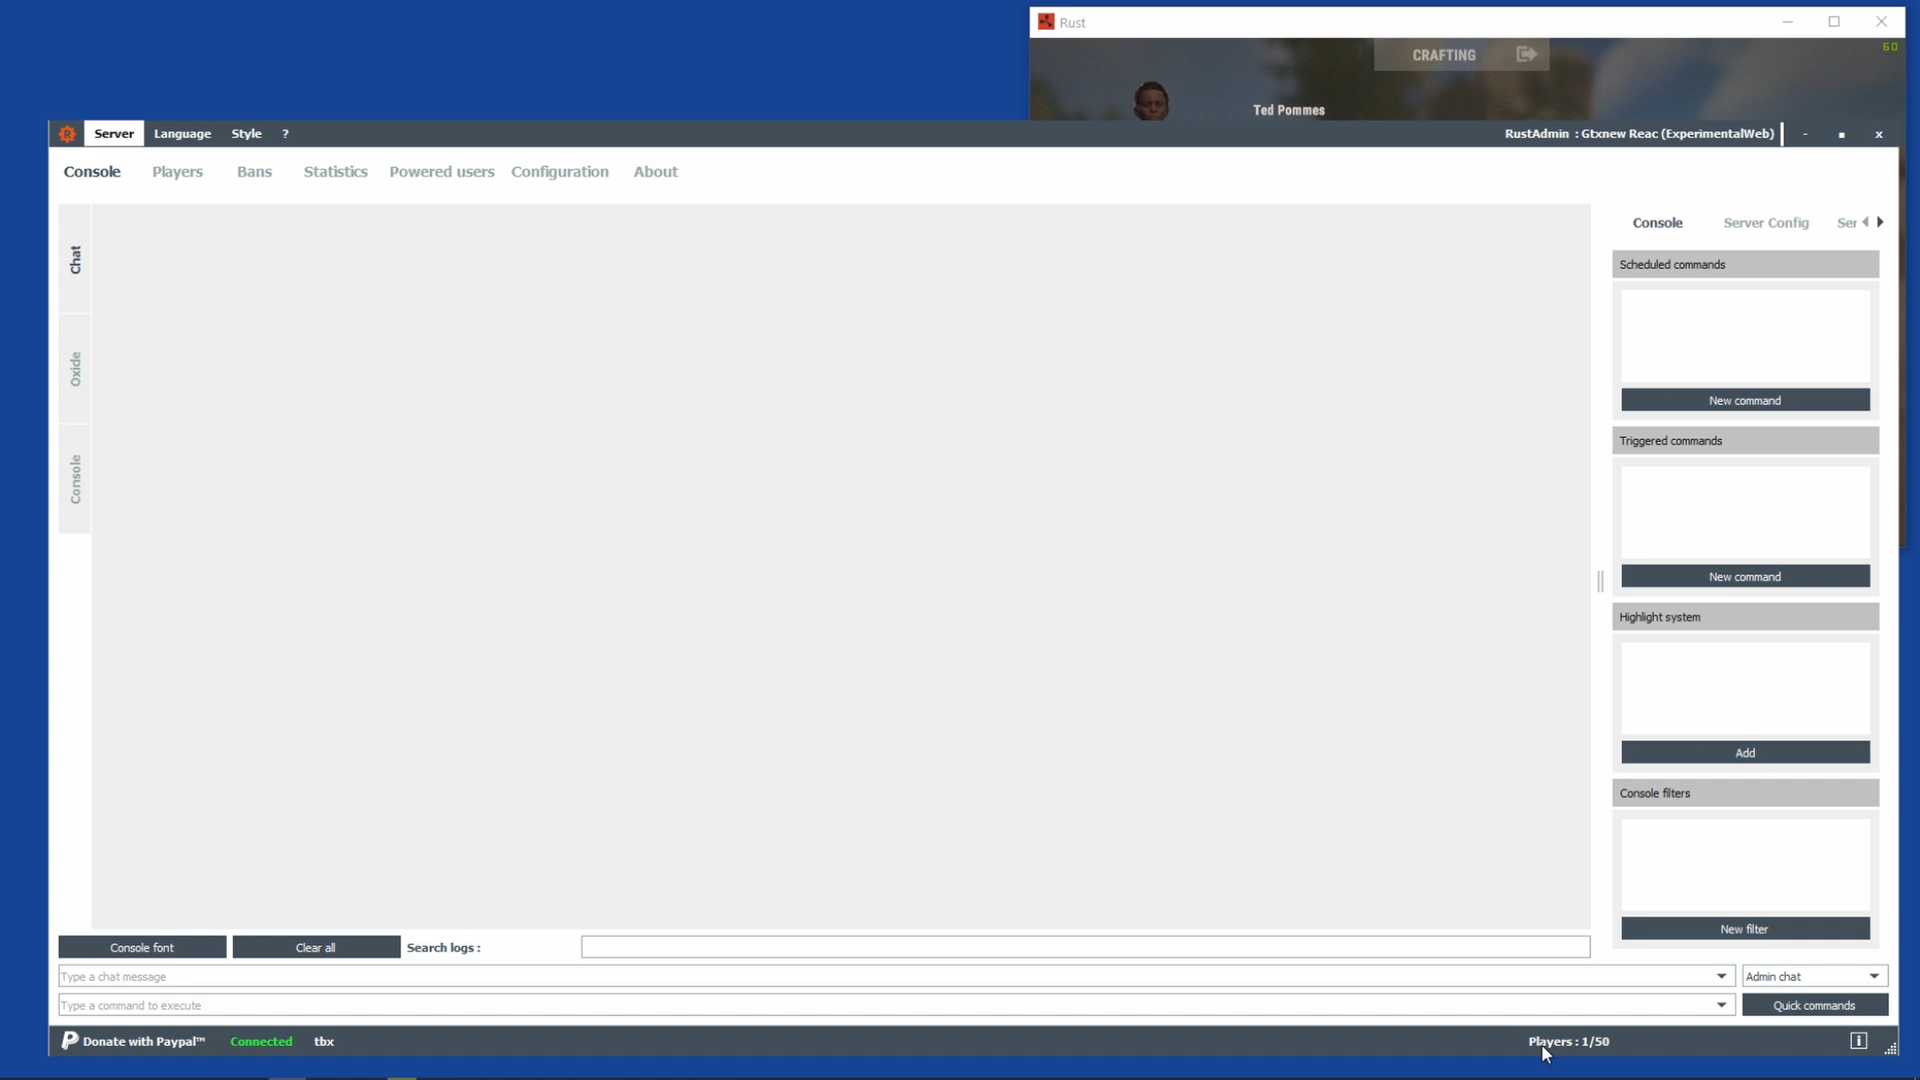 Rust
60
CRAFTING
Ted Pommes
R Server Language Style ? RustAdmin : Gtxnew Reac (ExperimentalWeb) - x
Console Players Bans Statistics Powered users Configuration About
Chat
Oxide
Console
Console Server Config Ser
Scheduled commands
New command
Triggered commands
New command
Highlight system
Add
Console filters
New filter
Console font Clear all Search logs :
Type a chat message Admin chat
Type a command to execute Quick commands
Donate with Paypal™ Connected tbx Players : 1/50 i